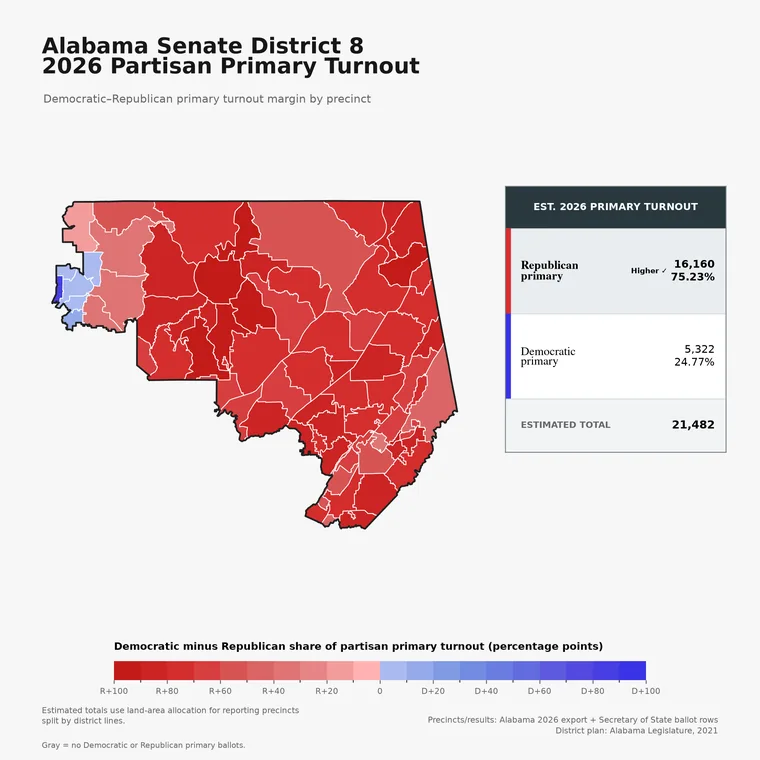 Alabama Senate District 8
2026 Partisan Primary Turnout
Democratic–Republican primary turnout margin by precinct
EST. 2026 PRIMARY TURNOUT
Republican
primary
Higher ✓
16,160
75.23%
Democratic
primary
5,322
24.77%
ESTIMATED TOTAL
21,482
Democratic minus Republican share of partisan primary turnout (percentage points)
R+100 R+80 R+60 R+40 R+20 0 D+20 D+40 D+60 D+80 D+100
Estimated totals use land-area allocation for reporting precincts
split by district lines.
Gray = no Democratic or Republican primary ballots.
Precincts/results: Alabama 2026 export + Secretary of State ballot rows
District plan: Alabama Legislature, 2021